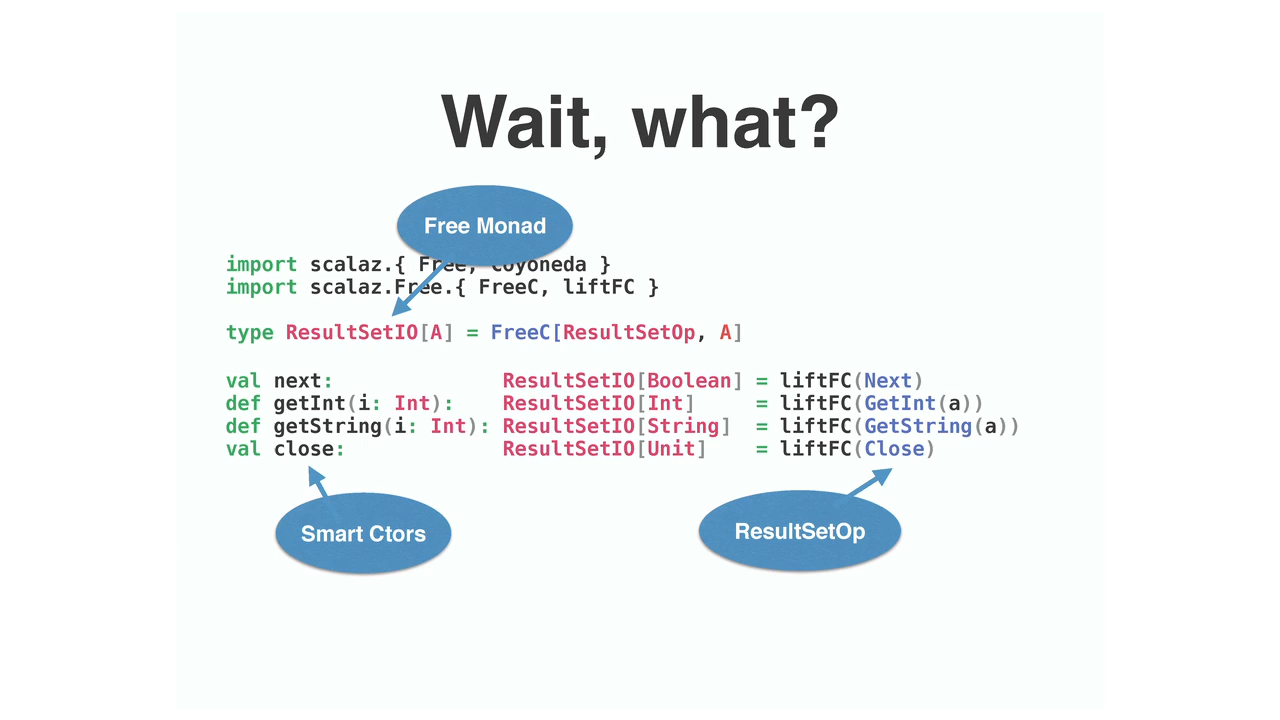 Wait, what?
Free Monad
import scalaz.{ Free, Coyoneda }
import scalaz.Free.{ FreeC, liftFC }
type ResultSetIO[A] = FreeC[ResultSetOp, A]
val next: ResultSetIO[Boolean] = liftFC(Next)
def getInt(i: Int): ResultSetIO[Int] = liftFC(GetInt(a))
def getString(i: Int): ResultSetIO[String] = liftFC(GetString(a))
val close: ResultSetIO[Unit] = liftFC(Close)
Smart Ctors
ResultSetOp